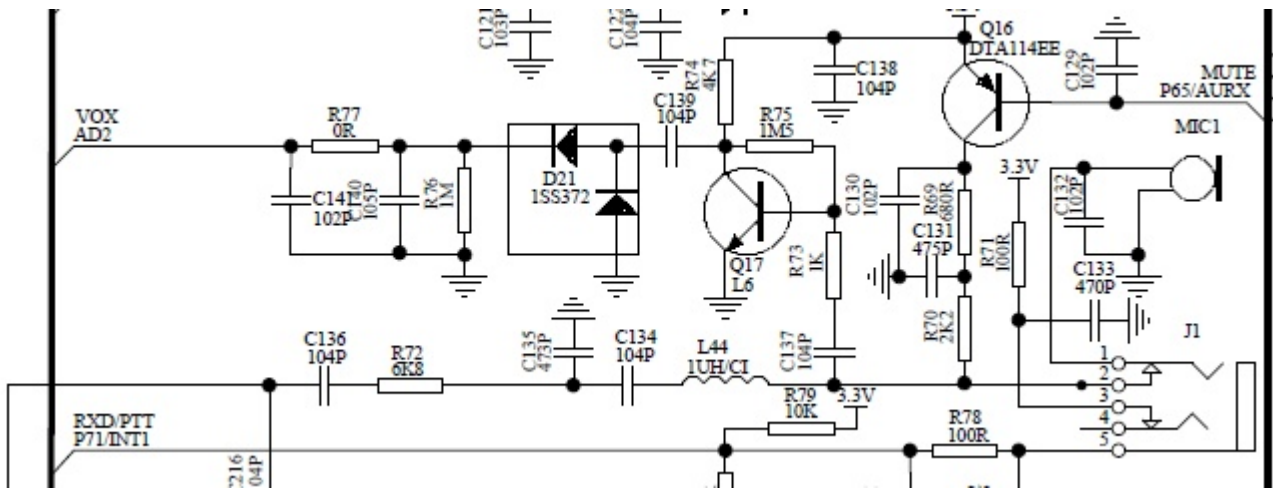 C121
103P
C122
104P
Q16
DTA114EE
R74
4K7
C138
104P
C129
102P
MUTE
P65/AURX
VOX
AD2
R77
0R
C139
104P
R75
1M5
MIC1
D21
1SS372
C141
102P
105P
R76
1M
C130
102P
R69
680R
3.3V
C132
102P
C131
475P
R71
100R
R73
1K
Q17
L6
C133
470P
R70
2K2
J1
C136
104P
R72
6K8
C135
473P
C134
104P
L44
1UH/CI
C137
104P
1
2
3
4
5
R79
10K
3.3V
RXD/PTT
P71/INT1
R78
100R
C216